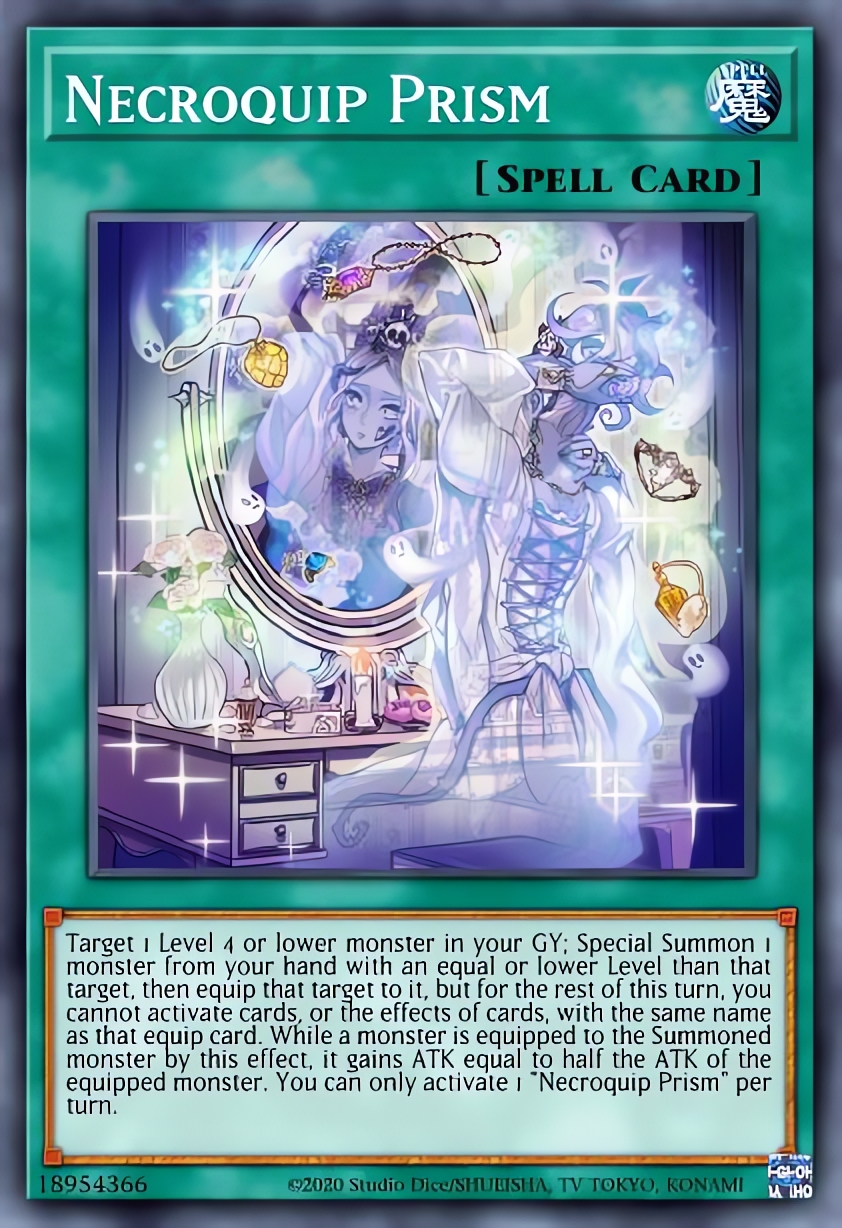 Necroquip Prism
魔
[Spell Card]
Target 1 Level 4 or lower monster in your GY; Special Summon 1
monster from your hand with an equal or lower Level than that
target, then equip that target to it, but for the rest of this turn, you
cannot activate cards, or the effects of cards, with the same name
as that equip card. While a monster is equipped to the Summoned
monster by this effect, it gains ATK equal to half the ATK of the
equipped monster. You can only activate 1 "Necroquip Prism" per
turn.
18954366
©2020 Studio Dice/SHUEISHA, TV TOKYO, KONAMI